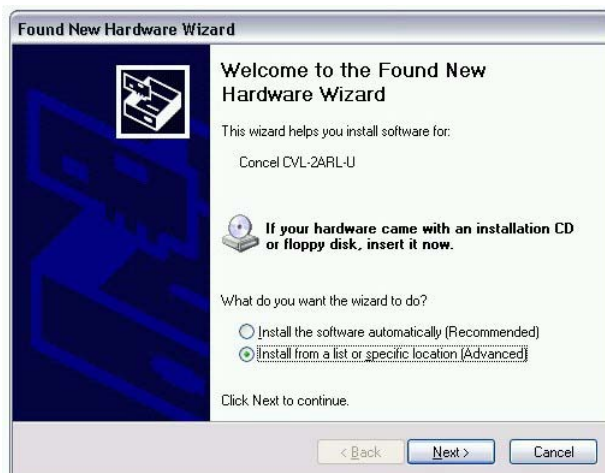 Found New Hardware Wizard
Welcome to the Found New
Hardware Wizard
This wizard helps you install software for:
Concel CVL-2ARL-U
If your hardware came with an installation CD
or floppy disk, insert it now.
What do you want the wizard to do?
Install the software automatically (Recommended)
Install from a list or specific location (Advanced)
Click Next to continue.
< Back Next > Cancel